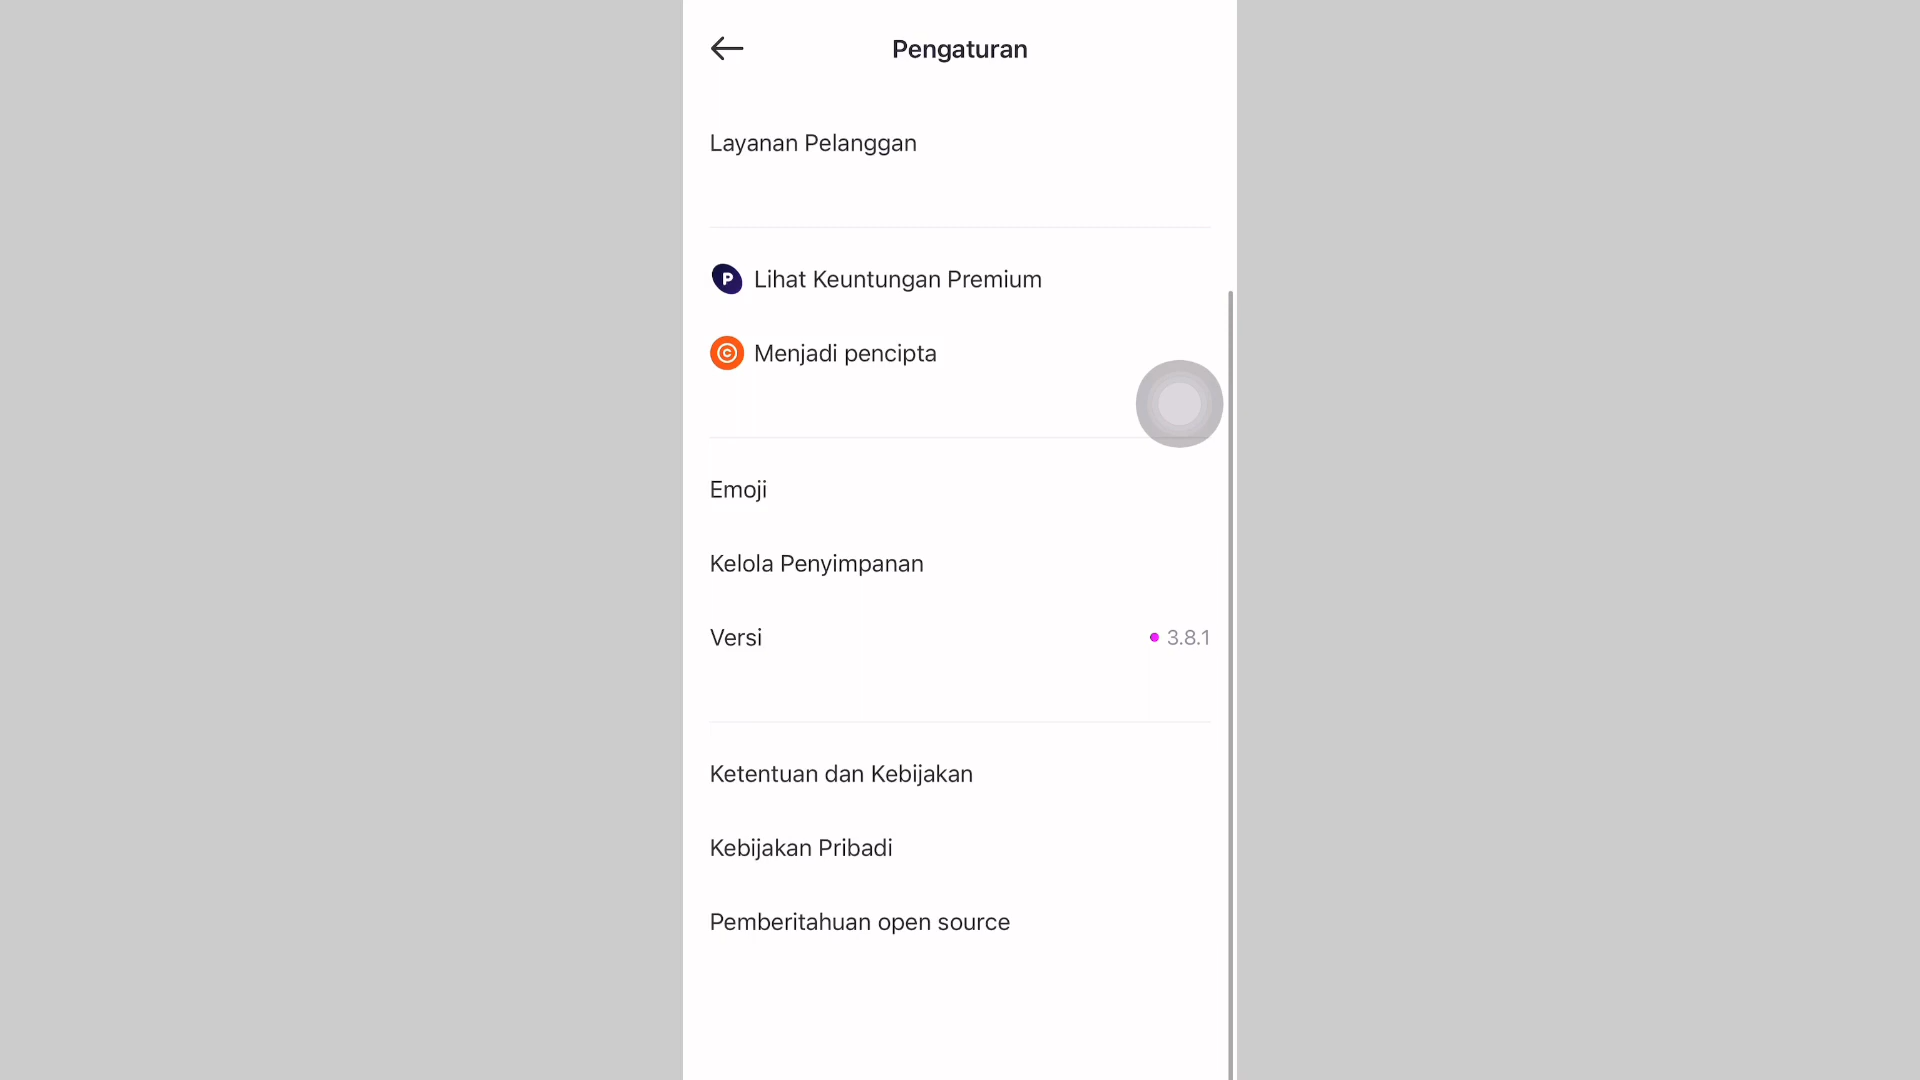 Pengaturan
Layanan Pelanggan
P Lihat Keuntungan Premium
C Menjadi pencipta
Emoji
Kelola Penyimpanan
Versi 3.8.1
Ketentuan dan Kebijakan
Kebijakan Pribadi
Pemberitahuan open source